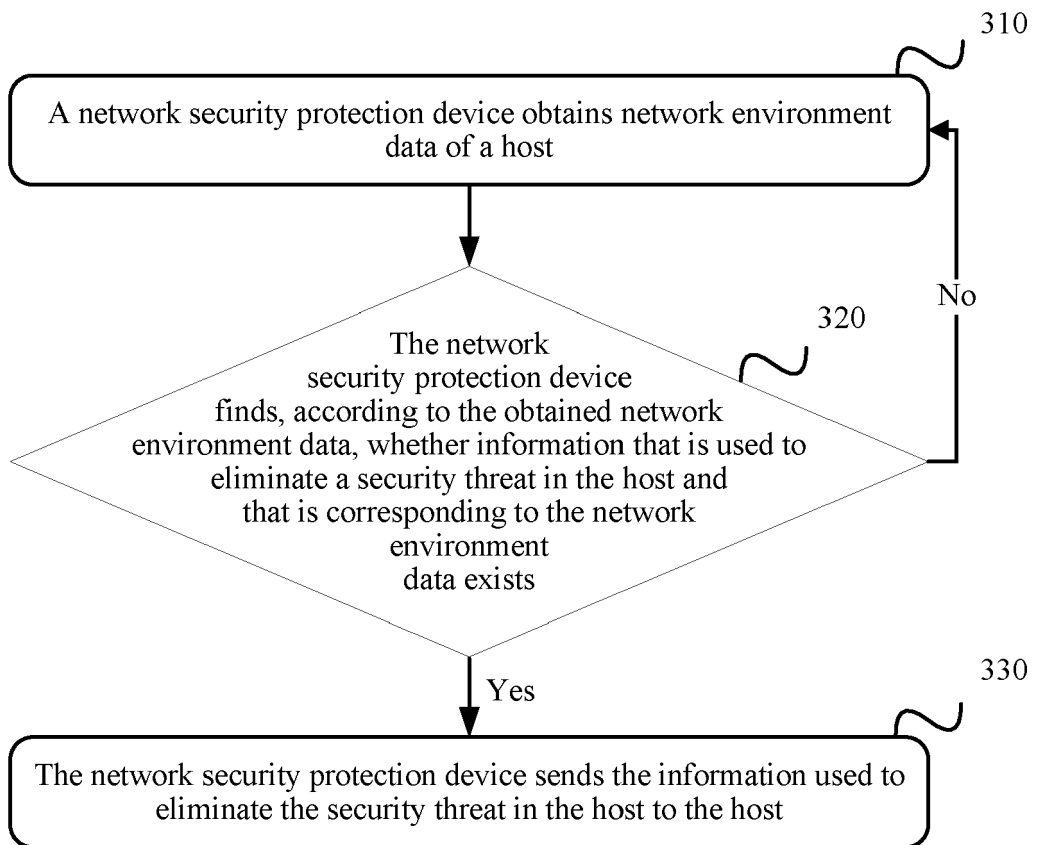 310
A network security protection device obtains network environment
data of a host
No
320
The network
security protection device
finds, according to the obtained network
environment data, whether information that is used to
eliminate a security threat in the host and
that is corresponding to the network
environment
data exists
Yes
330
The network security protection device sends the information used to
eliminate the security threat in the host to the host